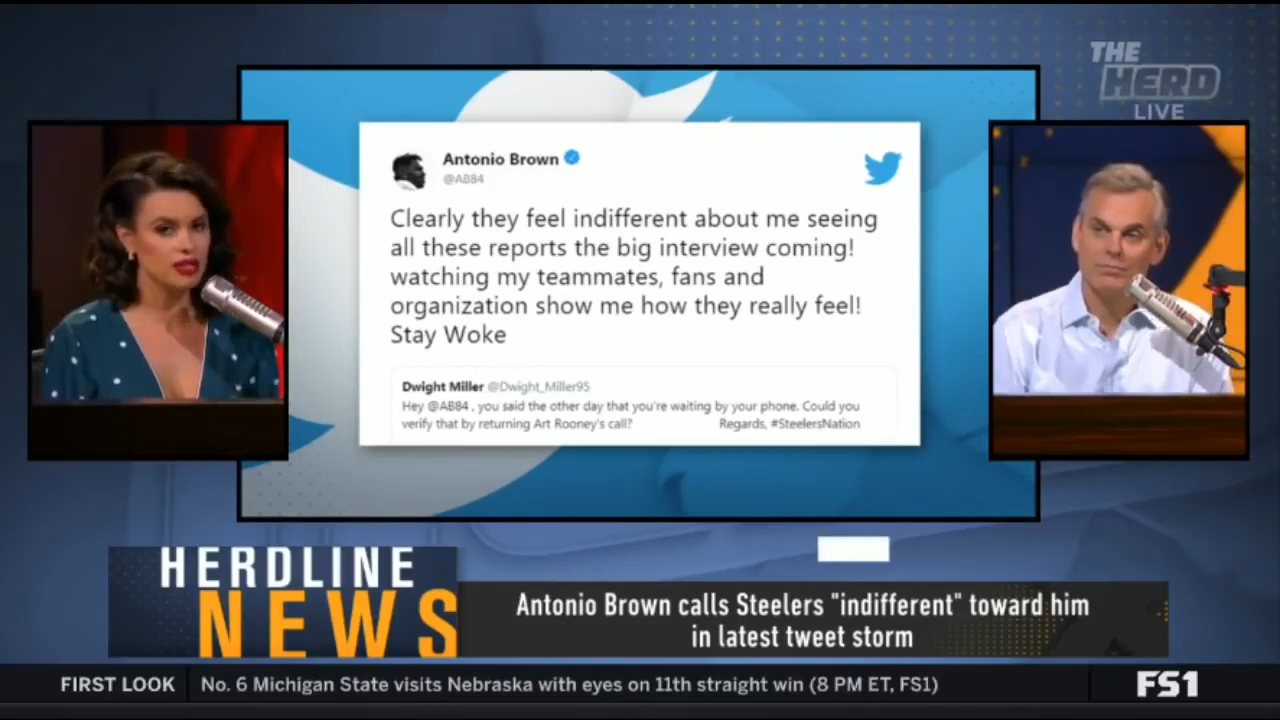 THE
HERD
LIVE
Antonio Brown
@AB84
Clearly they feel indifferent about me seeing
all these reports the big interview coming!
watching my teammates, fans and
organization show me how they really feel!
Stay Woke
Dwight Miller @Dwight_Miller95
Hey @AB84 , you said the other day that you're waiting by your phone. Could you
verify that by returning Art Rooney's call? Regards, #SteelersNation
HERDLINE
NEWS
Antonio Brown calls Steelers "indifferent" toward him
in latest tweet storm
FIRST LOOK No. 6 Michigan State visits Nebraska with eyes on 11th straight win (8 PM ET, FS1) FS1